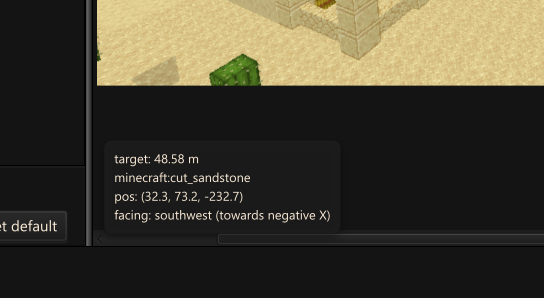 target: 48.58 m
minecraft:cut_sandstone
pos: (32.3, 73.2, -232.7)
facing: southwest (towards negative X)
default